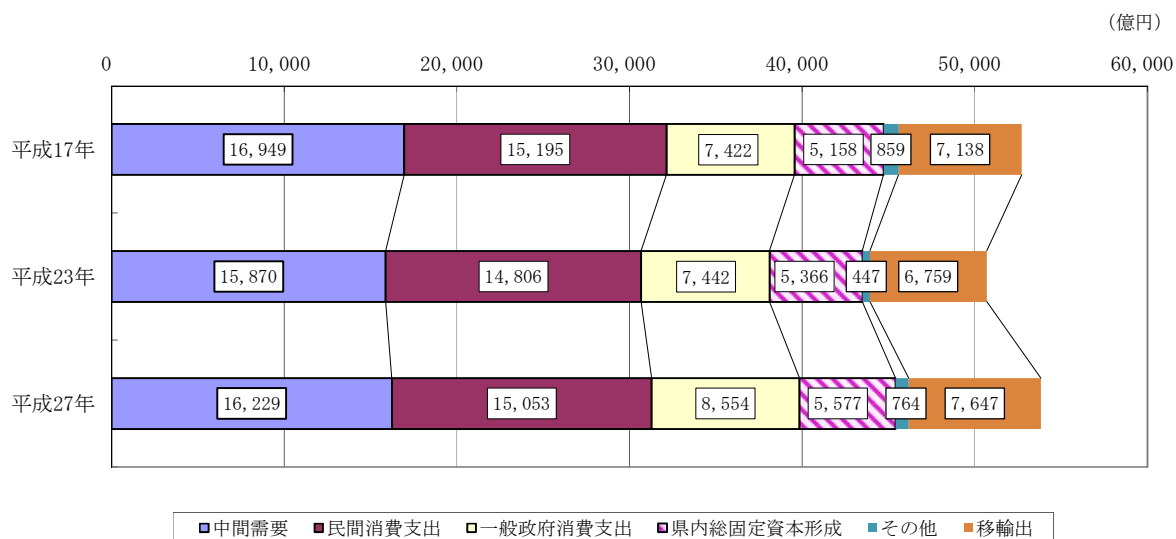 (億円)
0 10,000 20,000 30,000 40,000 50,000 60,000
平成17年 16,949 15,195 7,422 5,158 859 7,138
平成23年 15,870 14,806 7,442 5,366 447 6,759
平成27年 16,229 15,053 8,554 5,577 764 7,647
中間需要 民間消費支出 一般政府消費支出 県内総固定資本形成 その他 移輸出